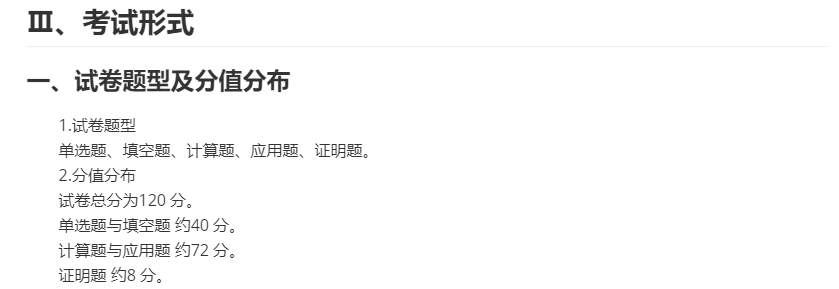 Ⅲ、考试形式
一、试卷题型及分值分布
1.试卷题型
单选题、填空题、计算题、应用题、证明题。
2.分值分布
试卷总分为120 分。
单选题与填空题 约40 分。
计算题与应用题 约72 分。
证明题 约8 分。